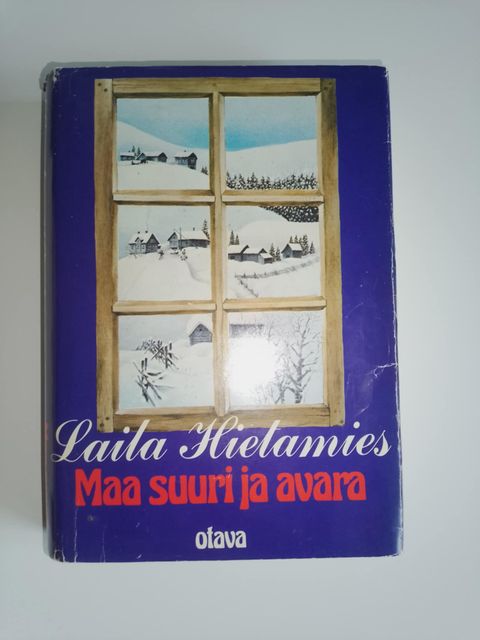 Laila Hietamies
Maa suuri ja avara
otava